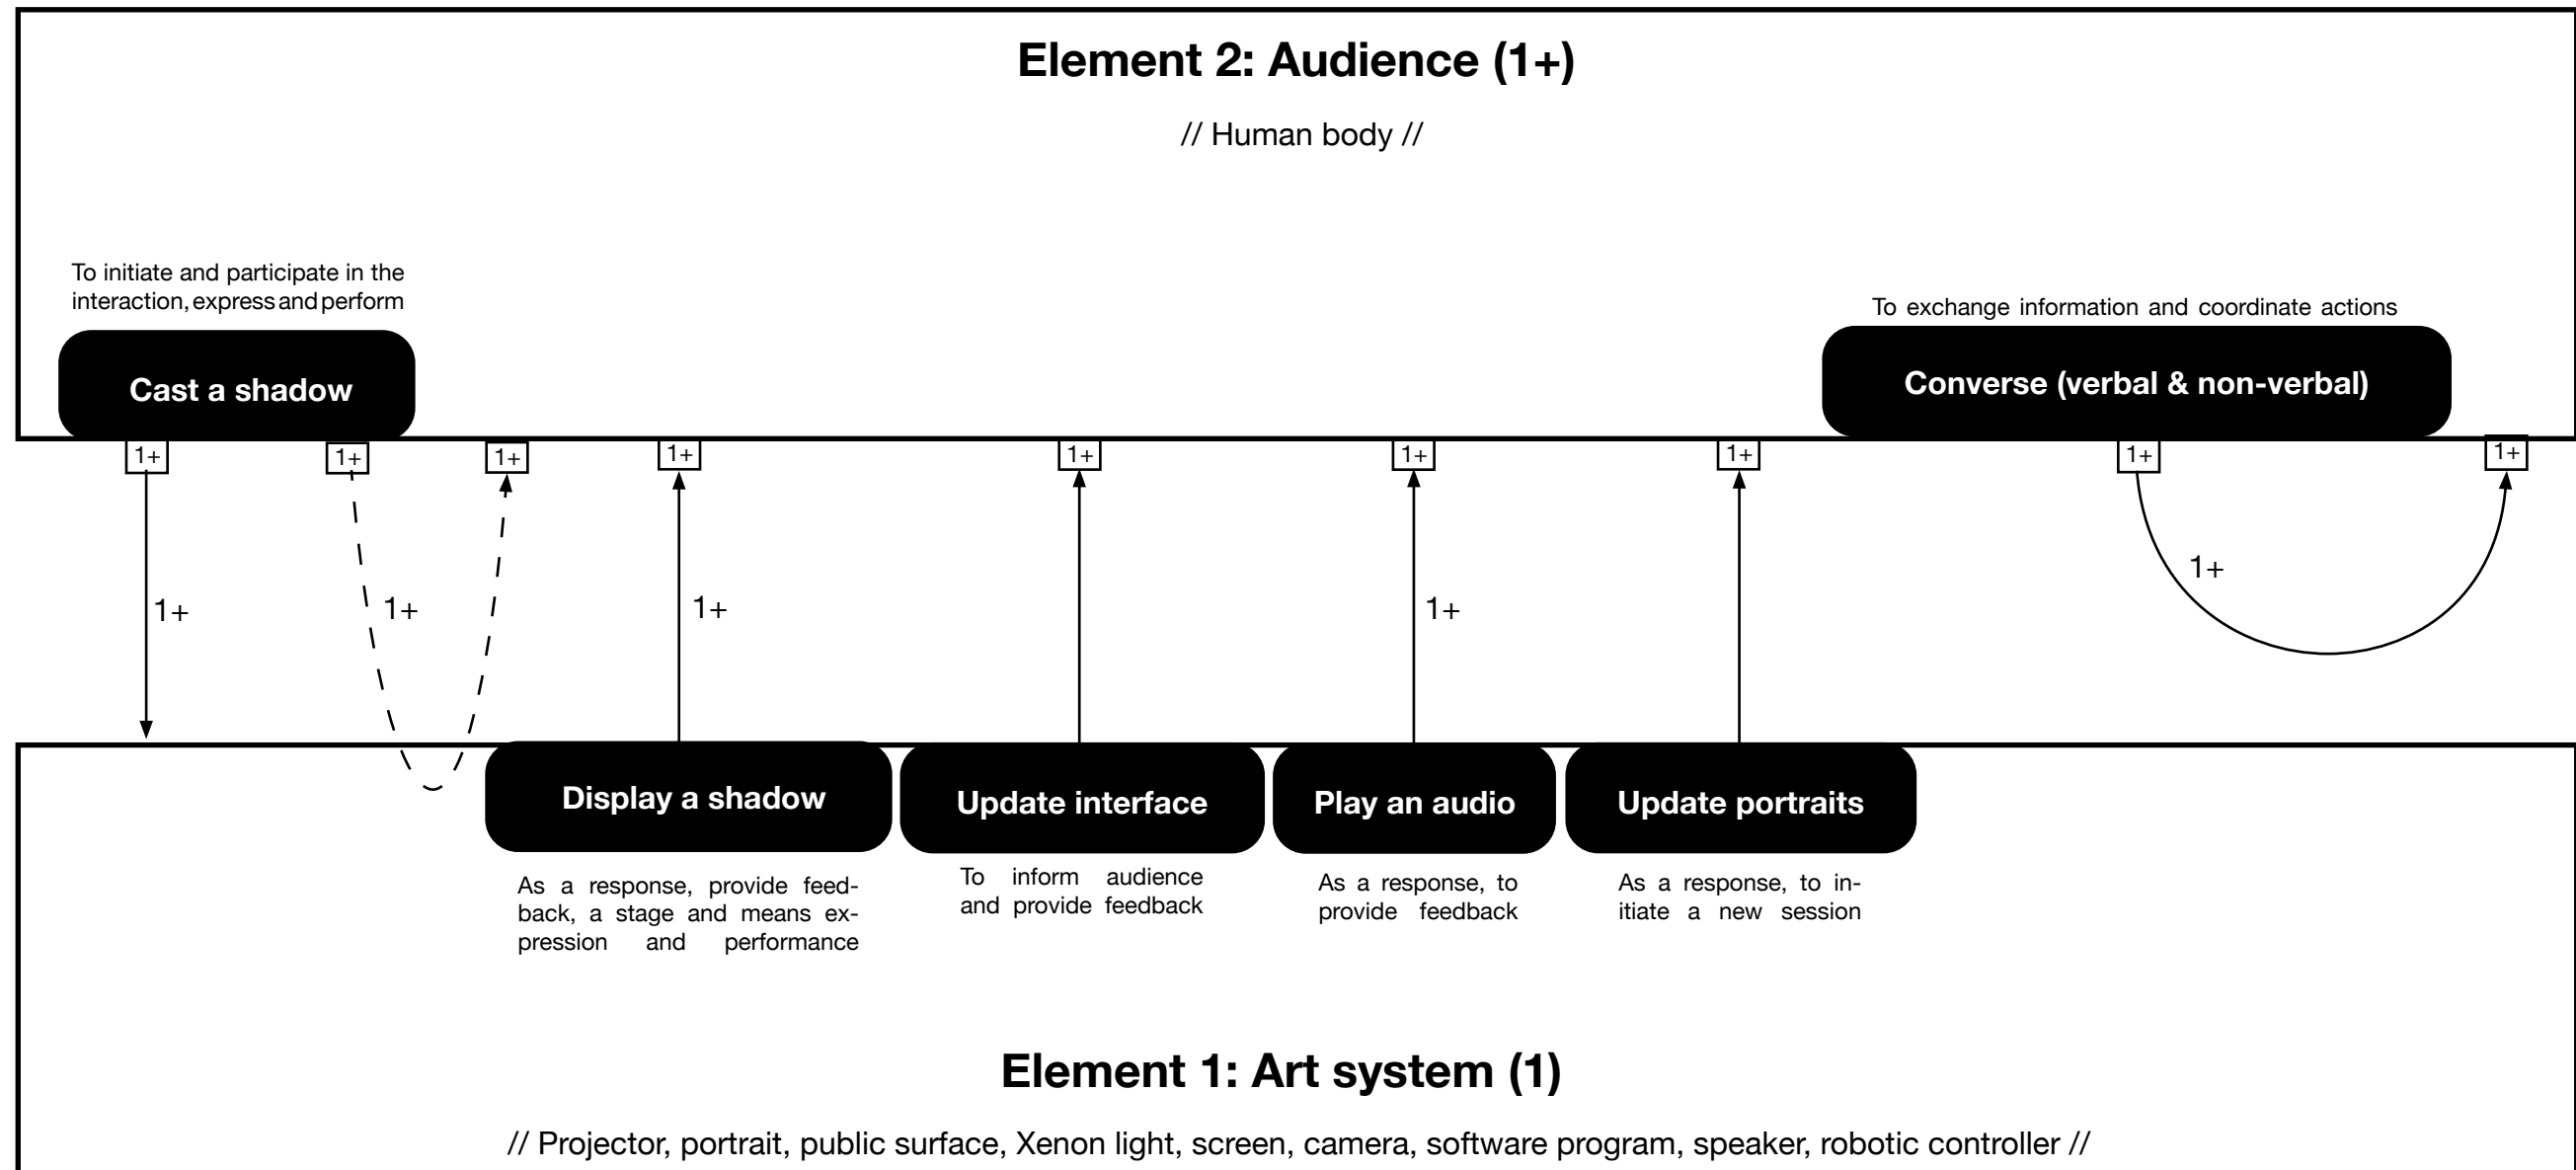 Element 2: Audience (1+)
// Human body //
To initiate and participate in the
interaction, express and perform
To exchange information and coordinate actions
Cast a shadow
Converse (verbal & non-verbal)
1+
1+
1+
1+
1+
1+
1+
1+
1+
1+
1+
1+
1+
1+
Display a shadow
Update interface
Play an audio
Update portraits
As a response, provide feed-
back, a stage and means ex-
pression and performance
To inform audience
and provide feedback
As a response, to
provide feedback
As a response, to in-
itiate a new session
Element 1: Art system (1)
// Projector, portrait, public surface, Xenon light, screen, camera, software program, speaker, robotic controller //